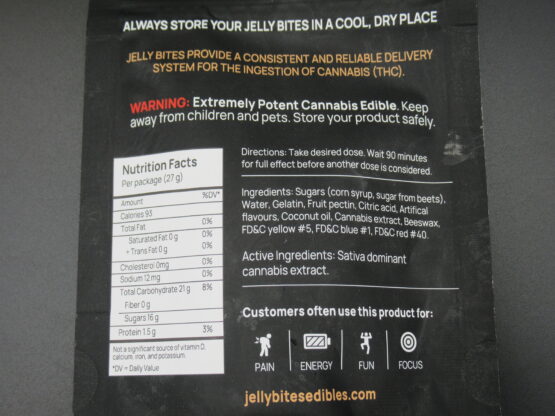 ALWAYS STORE YOUR JELLY BITES IN A COOL, DRY PLACE
JELLY BITES PROVIDE A CONSISTENT AND RELIABLE DELIVERY
SYSTEM FOR THE INGESTION OF CANNABIS (THC).
WARNING: Extremely Potent Cannabis Edible. Keep
away from children and pets. Store your product safely.
Nutrition Facts
Per package (27 g)
Amount %DV*
Calories 93
Total Fat 0%
Saturated Fat 0 g 0%
+ Trans Fat 0 g 0%
Cholesterol 0mg 0%
Sodium 12 mg 0%
Total Carbohydrate 21 g 8%
Fiber 0 g
Sugars 16 g
Protein 1.5 g 3%
Not a significant source of vitamin D,
calcium, iron, and potassium.
*DV = Daily Value
Directions: Take desired dose. Wait 90 minutes
for full effect before another dose is considered.
Ingredients: Sugars (corn syrup, sugar from beets),
Water, Gelatin, Fruit pectin, Citric acid, Artifical
flavours, Coconut oil, Cannabis extract, Beeswax,
FD&C yellow #5, FD&C blue #1, FD&C red #40.
Active Ingredients: Sativa dominant
cannabis extract.
Customers often use this product for:
PAIN ENERGY FUN FOCUS
jellybitesedibles.com